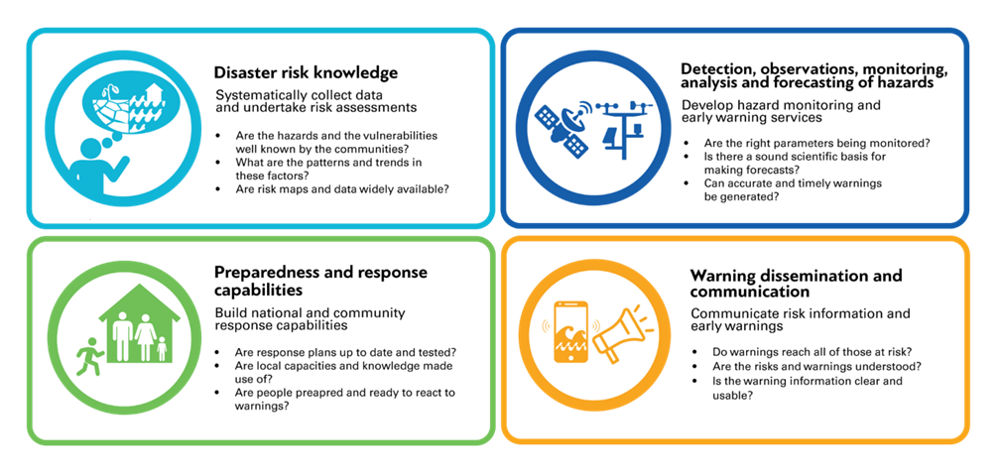 Disaster risk knowledge
Systematically collect data
and undertake risk assessments
• Are the hazards and the vulnerabilities
well known by the communities?
• What are the patterns and trends in
these factors?
• Are risk maps and data widely available?
Detection, observations, monitoring,
analysis and forecasting of hazards
Develop hazard monitoring and
early warning services
• Are the right parameters being monitored?
• Is there a sound scientific basis for
making forecasts?
• Can accurate and timely warnings
be generated?
Preparedness and response
capabilities
Build national and community
response capabilities
• Are response plans up to date and tested?
• Are local capacities and knowledge made
use of?
• Are people preapred and ready to react to
warnings?
Warning dissemination and
communication
Communicate risk information and
early warnings
• Do warnings reach all of those at risk?
• Are the risks and warnings understood?
• Is the warning information clear and
usable?